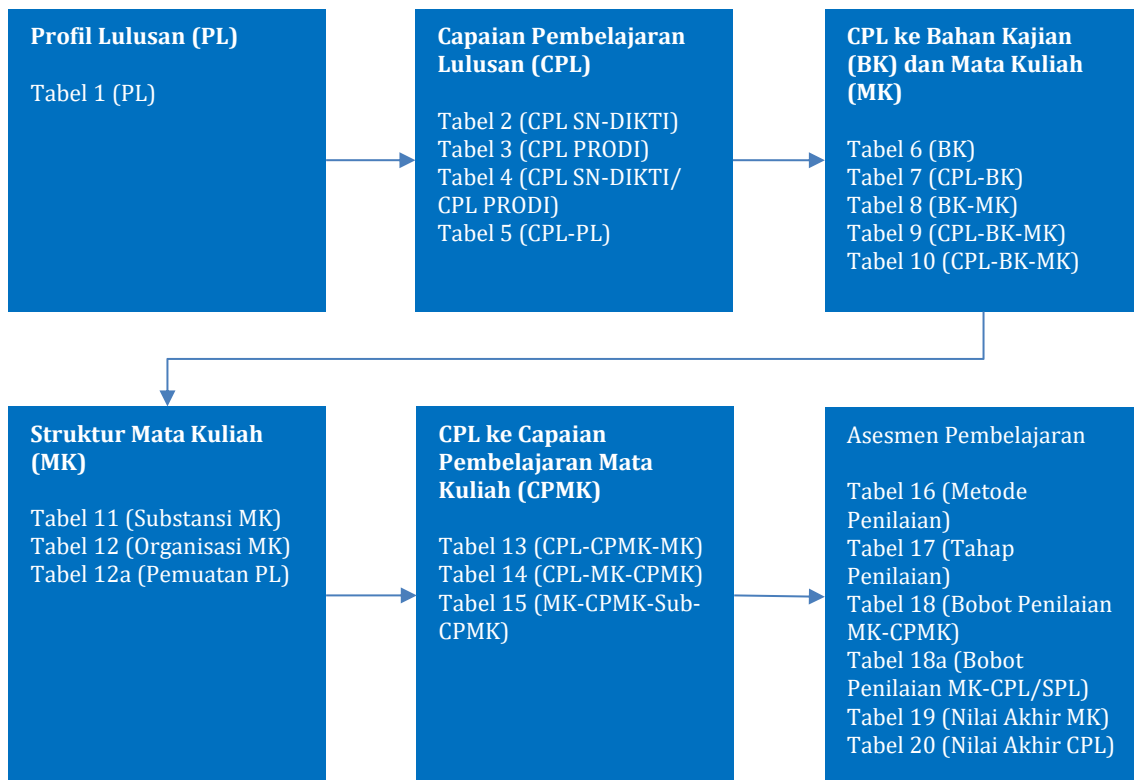 Profil Lulusan (PL)
Tabel 1 (PL)
Capaian Pembelajaran
Lulusan (CPL)
Tabel 2 (CPL SN-DIKTI)
Tabel 3 (CPL PRODI)
Tabel 4 (CPL SN-DIKTI/
CPL PRODI)
Tabel 5 (CPL-PL)
CPL ke Bahan Kajian
(BK) dan Mata Kuliah
(MK)
Tabel 6 (BK)
Tabel 7 (CPL-BK)
Tabel 8 (BK-MK)
Tabel 9 (CPL-BK-MK)
Tabel 10 (CPL-BK-MK)
Struktur Mata Kuliah
(MK)
Tabel 11 (Substansi MK)
Tabel 12 (Organisasi MK)
Tabel 12a (Pemuatan PL)
CPL ke Capaian
Pembelajaran Mata
Kuliah (CPMK)
Tabel 13 (CPL-CPMK-MK)
Tabel 14 (CPL-MK-CPMK)
Tabel 15 (MK-CPMK-Sub-
CPMK)
Asesmen Pembelajaran
Tabel 16 (Metode
Penilaian)
Tabel 17 (Tahap
Penilaian)
Tabel 18 (Bobot Penilaian
MK-CPMK)
Tabel 18a (Bobot
Penilaian MK-CPL/SPL)
Tabel 19 (Nilai Akhir MK)
Tabel 20 (Nilai Akhir CPL)